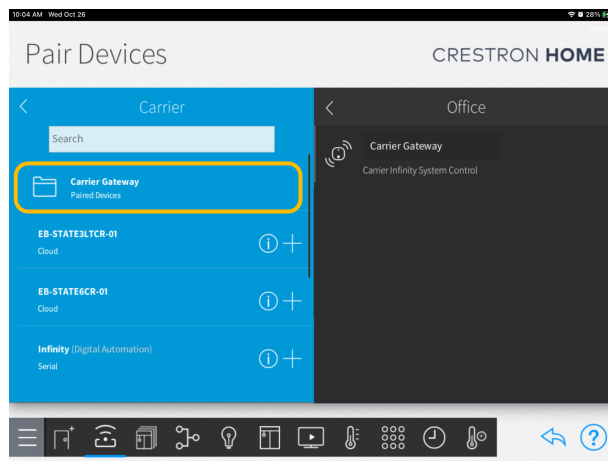 10:04 AM Wed Oct 26
28%
Pair Devices
CRESTRON HOME
Carrier
Office
Search
Carrier Gateway
Paired Devices
Carrier Gateway
Carrier Infinity System Control
EB-STATE3LTCR-01
Cloud
EB-STATE6CR-01
Cloud
Infinity (Digital Automation)
Serial